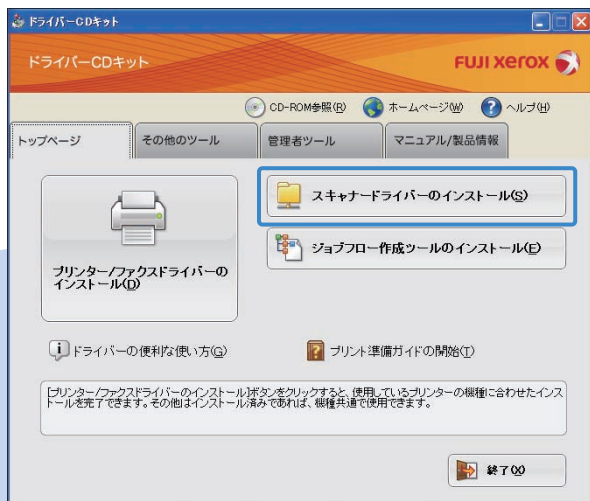 ドライバーCDキット
ドライバーCDキット
FUJI xerox
CD-ROM参照(R) ホームページ(W) ヘルプ(H)
トップページ その他のツール 管理者ツール マニュアル/製品情報
スキャナードライバーのインストール(S)
ジョブフロー作成ツールのインストール(E)
プリンター/ファクスドライバーの
インストール(D)
ドライバーの便利な使い方(G) プリント準備ガイドの開始(T)
[プリンター/ファクスドライバーのインストール]ボタンをクリックすると、使用しているプリンターの機種に合わせたインス
トールを完了できます。その他はインストール済みであれば、機種共通で使用できます。
終了(X)